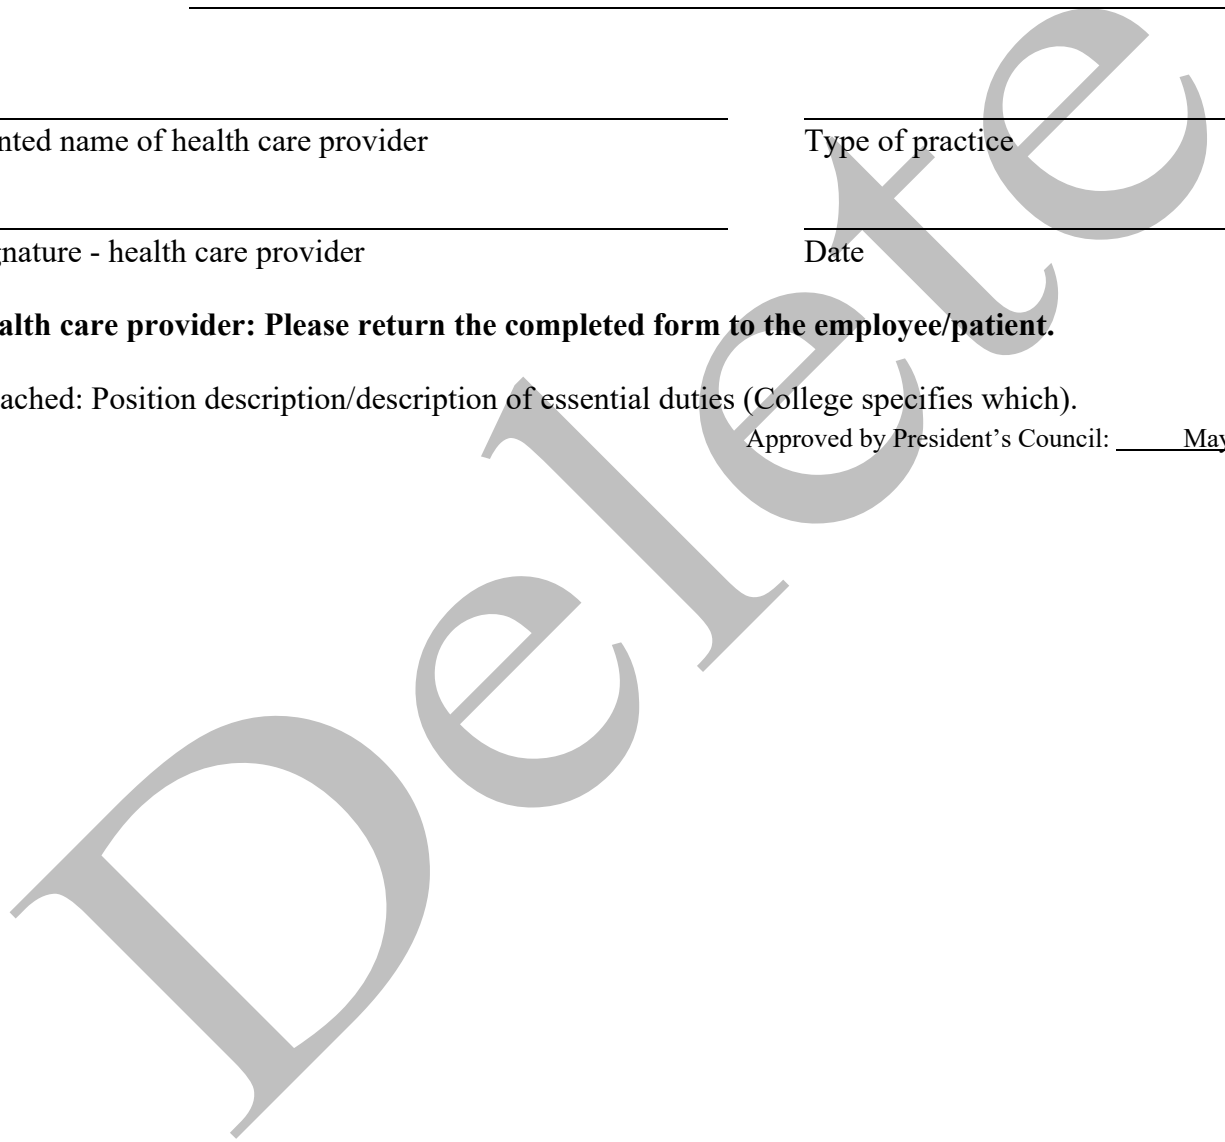 nted name of health care provider Type of practice
nature - health care provider Date
alth care provider: Please return the completed form to the employee/patient.
ached: Position description/description of essential duties (College specifies which).
Approved by President’s Council: May
Delete